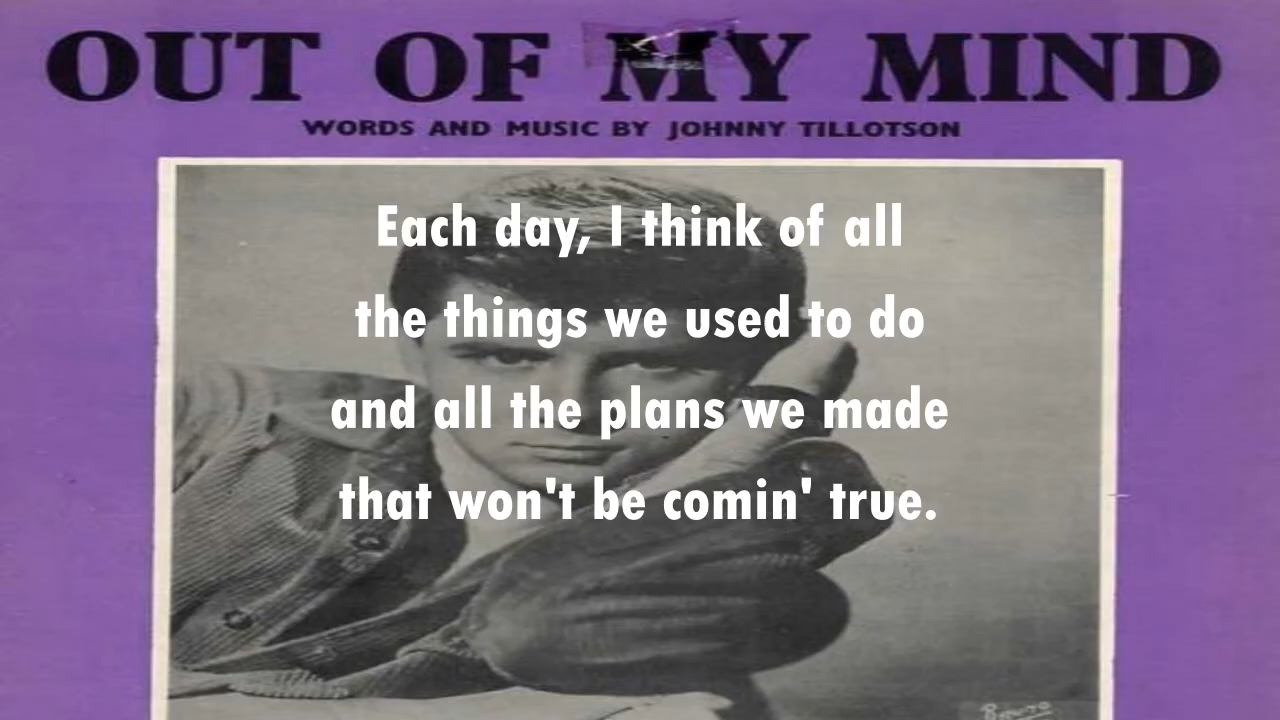 OUT OF MY MIND
WORDS AND MUSIC BY JOHNNY TILLOTSON
Each day, I think of all
the things we used to do
and all the plans we made
that won't be comin' true.